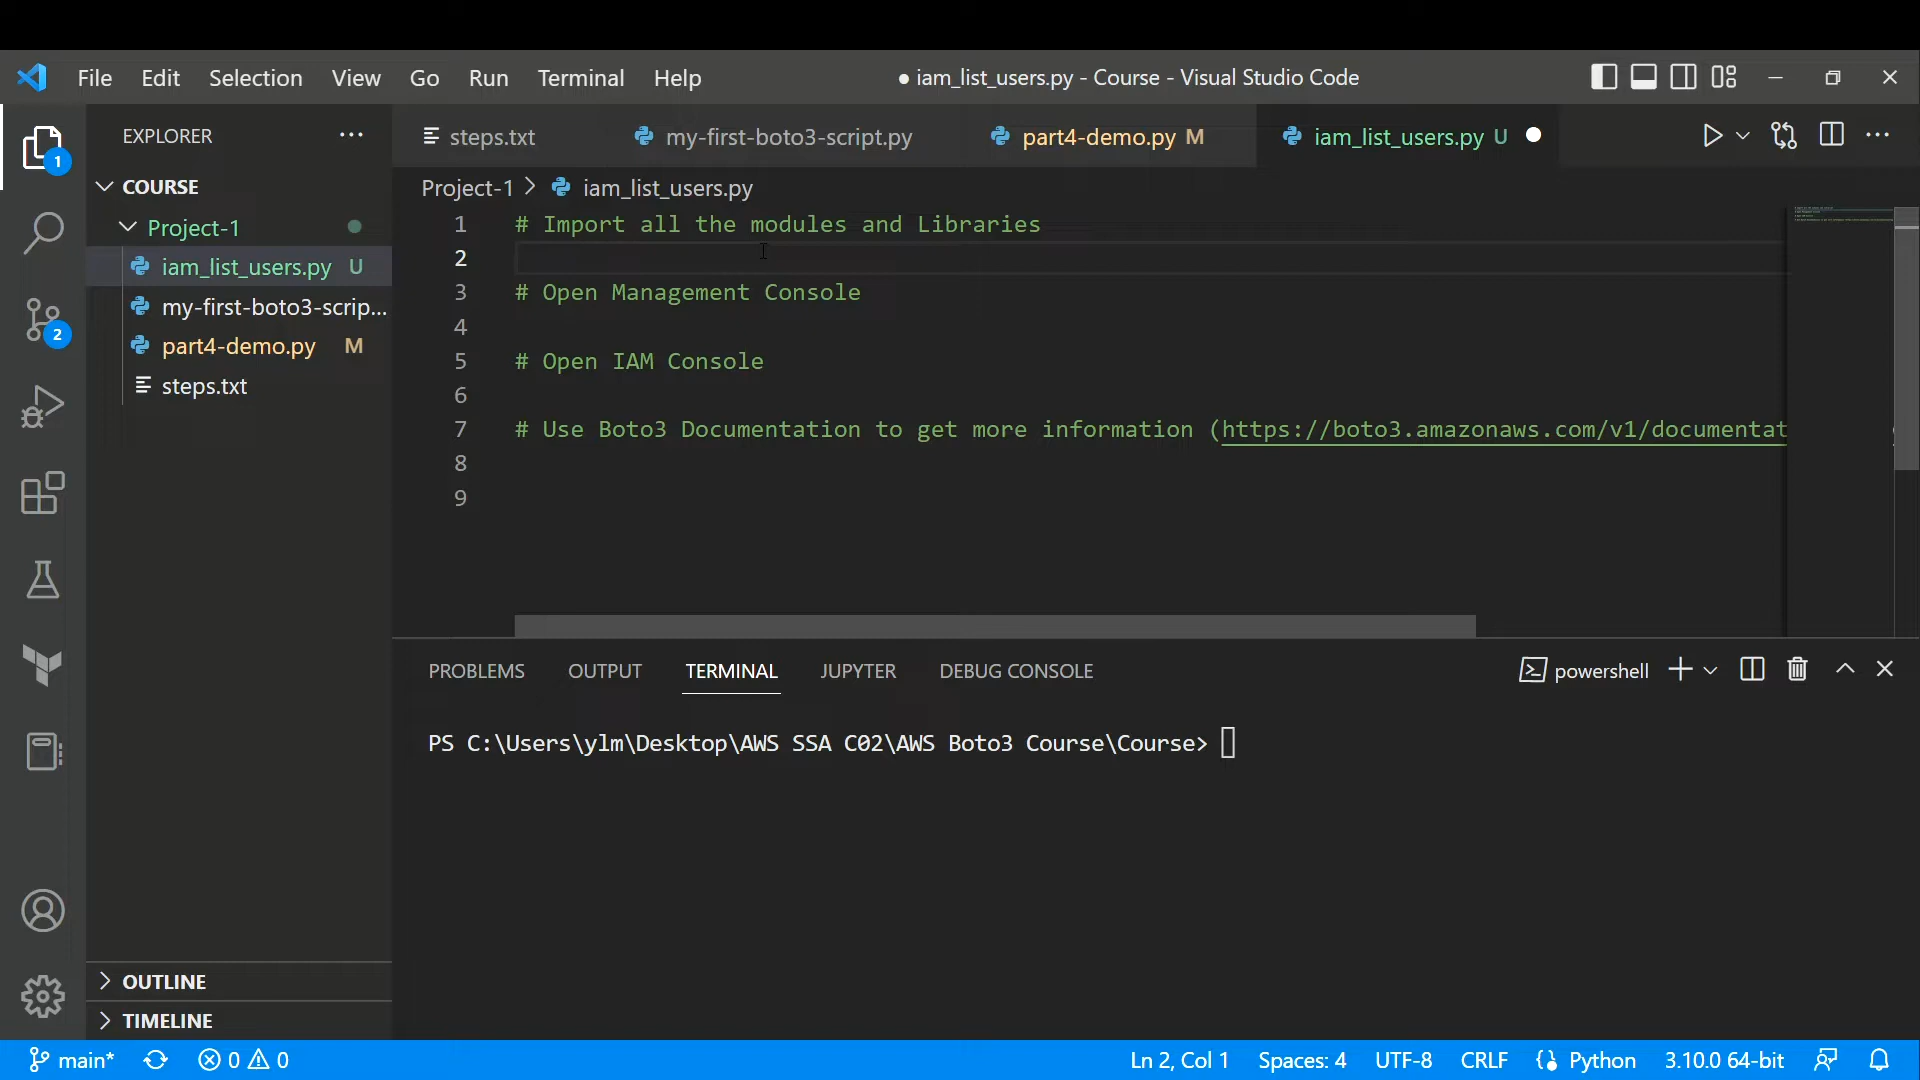 File Edit Selection View Go Run Terminal Help
● iam_list_users.py - Course - Visual Studio Code
EXPLORER
steps.txt
my-first-boto3-script.py
part4-demo.py M
iam_list_users.py U
COURSE
Project-1 > iam_list_users.py
Project-1
iam_list_users.py U
my-first-boto3-scrip...
part4-demo.py M
steps.txt
1 # Import all the modules and Libraries
2
3 # Open Management Console
4
5 # Open IAM Console
6
7 # Use Boto3 Documentation to get more information (https://boto3.amazonaws.com/v1/documentat
8
9
1
2
PROBLEMS OUTPUT TERMINAL JUPYTER DEBUG CONSOLE
powershell
PS C:\Users\ylm\Desktop\AWS SSA C02\AWS Boto3 Course\Course>
OUTLINE
TIMELINE
main* 0 0
Ln 2, Col 1 Spaces: 4 UTF-8 CRLF Python 3.10.0 64-bit